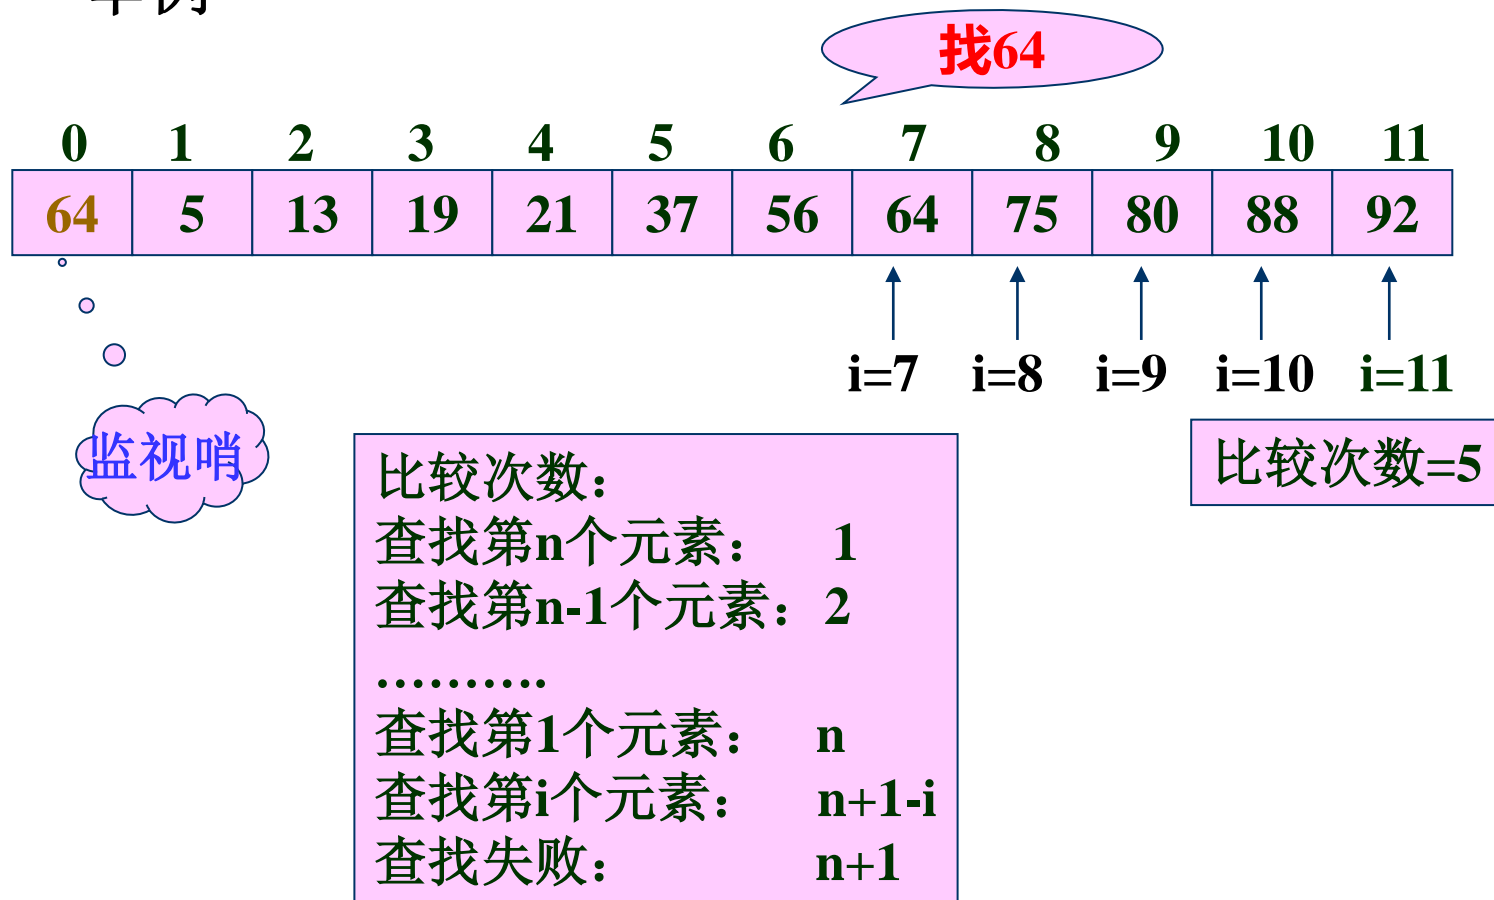 找64
0 1 2 3 4 5 6 7 8 9 10 11
64 5 13 19 21 37 56 64 75 80 88 92
i=7 i=8 i=9 i=10 i=11
监视哨
比较次数=5
比较次数：
查找第n个元素： 1
查找第n-1个元素：2
……….
查找第1个元素： n
查找第i个元素： n+1-i
查找失败： n+1